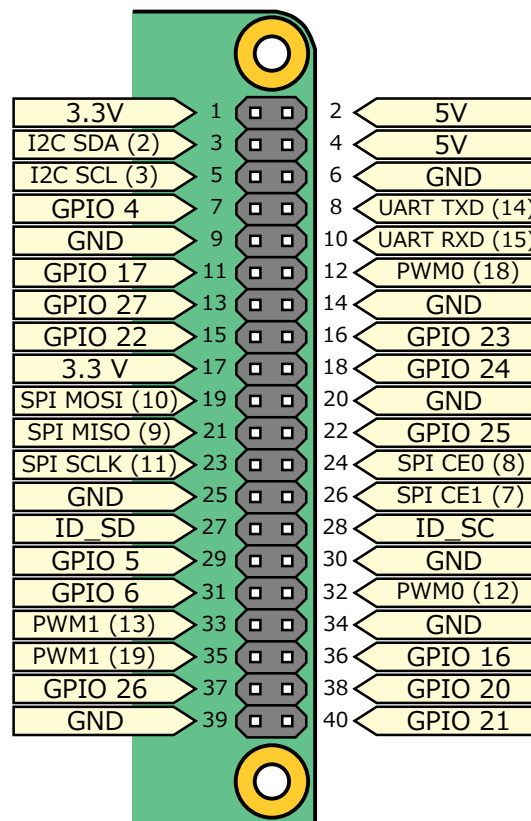 3.3V 1 2 5V
I2C SDA (2) 3 4 5V
I2C SCL (3) 5 6 GND
GPIO 4 7 8 UART TXD (14)
GND 9 10 UART RXD (15)
GPIO 17 11 12 PWM0 (18)
GPIO 27 13 14 GND
GPIO 22 15 16 GPIO 23
3.3 V 17 18 GPIO 24
SPI MOSI (10) 19 20 GND
SPI MISO (9) 21 22 GPIO 25
SPI SCLK (11) 23 24 SPI CE0 (8)
GND 25 26 SPI CE1 (7)
ID_SD 27 28 ID_SC
GPIO 5 29 30 GND
GPIO 6 31 32 PWM0 (12)
PWM1 (13) 33 34 GND
PWM1 (19) 35 36 GPIO 16
GPIO 26 37 38 GPIO 20
GND 39 40 GPIO 21